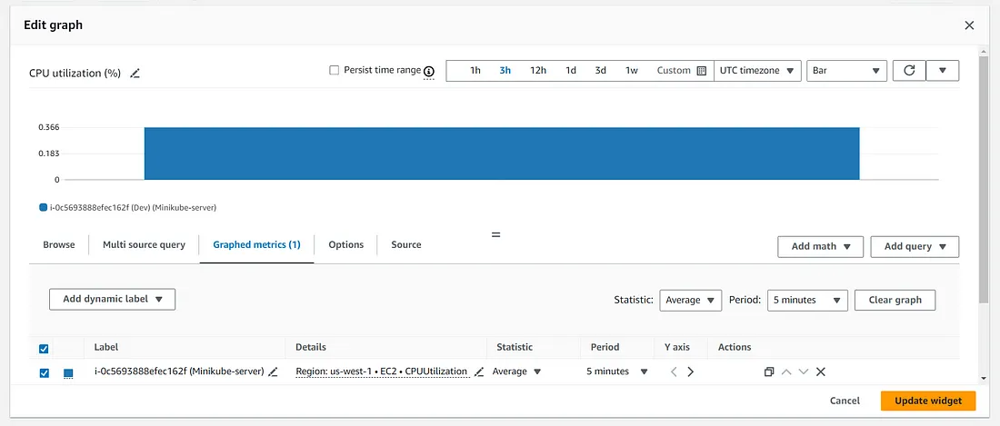 Edit graph
CPU utilization (%)
Persist time range
1h 3h 12h 1d 3d 1w Custom UTC timezone Bar
0.366
0.183
0
i-0c5693888efec162f (Dev) (Minikube-server)
Browse Multi source query Graphed metrics (1) Options Source Add math Add query
Add dynamic label Statistic: Average Period: 5 minutes Clear graph
Label Details Statistic Period Y axis Actions
i-0c5693888efec162f (Minikube-server) Region: us-west-1 • EC2 • CPUUtilization Average 5 minutes
Cancel Update widget